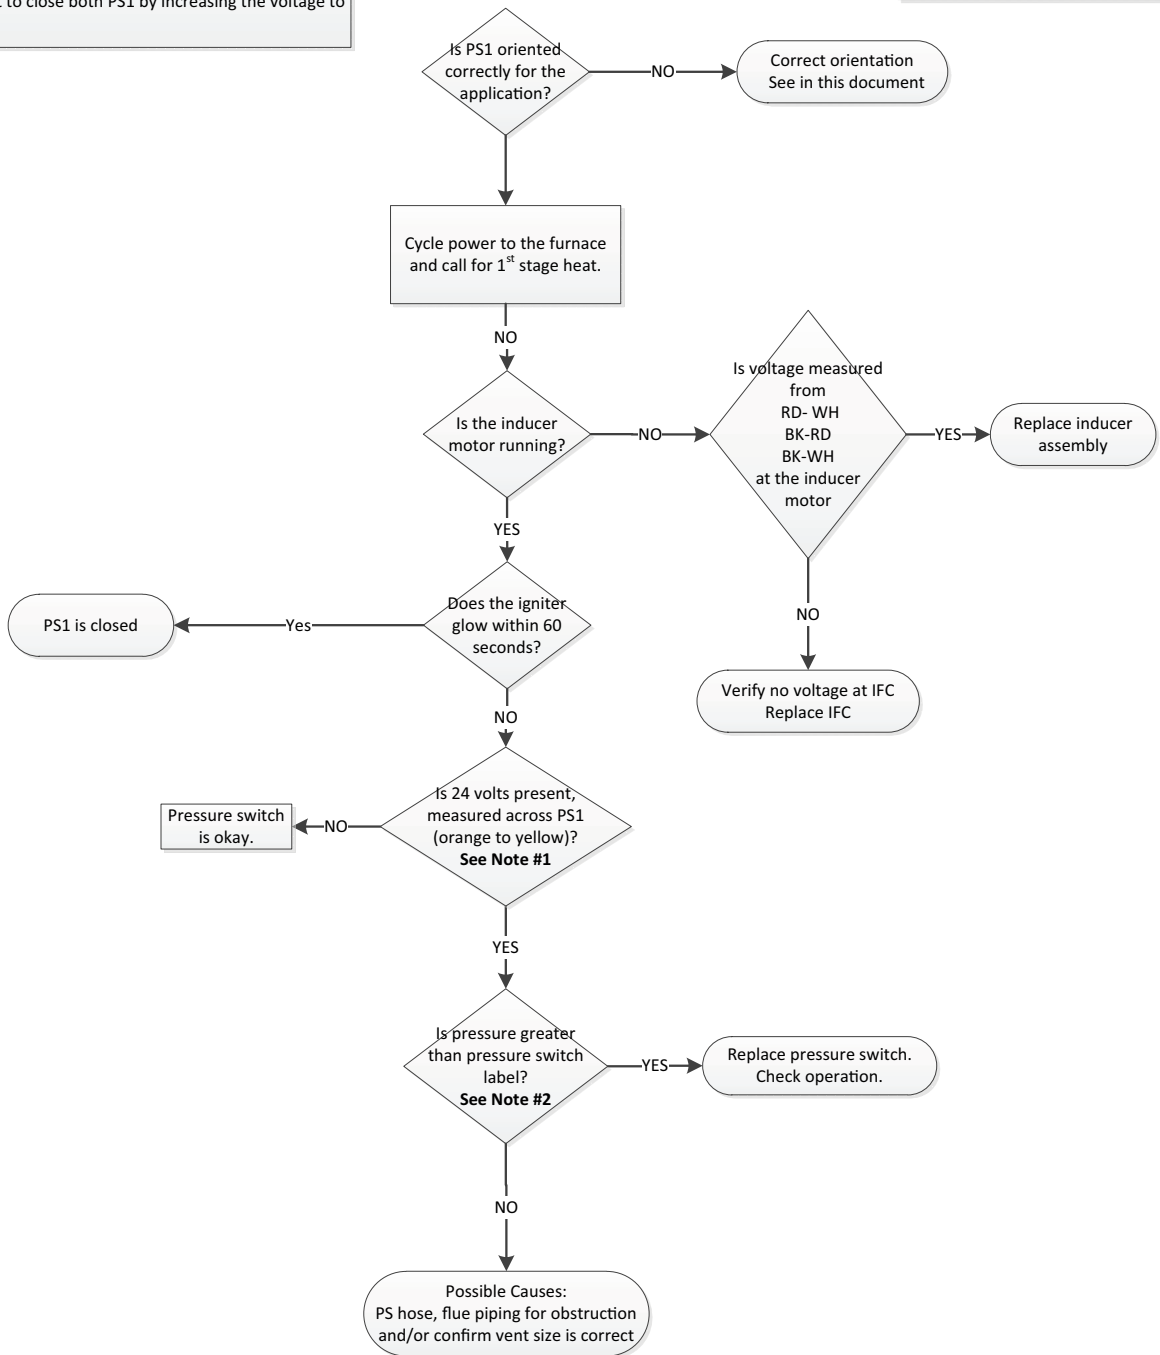 to close both PS1 by increasing the voltage to
Is PS1 oriented
correctly for the
application?
NO
Correct orientation
See in this document
Cycle power to the furnace
and call for 1st stage heat.
NO
Is the inducer
motor running?
NO
Is voltage measured
from
RD- WH
BK-RD
BK-WH
at the inducer
motor
YES
Replace inducer
assembly
YES
NO
Verify no voltage at IFC
Replace IFC
Does the igniter
glow within 60
seconds?
Yes
PS1 is closed
NO
Is 24 volts present,
measured across PS1
(orange to yellow)?
See Note #1
NO
Pressure switch
is okay.
YES
Is pressure greater
than pressure switch
label?
See Note #2
YES
Replace pressure switch.
Check operation.
NO
Possible Causes:
PS hose, flue piping for obstruction
and/or confirm vent size is correct